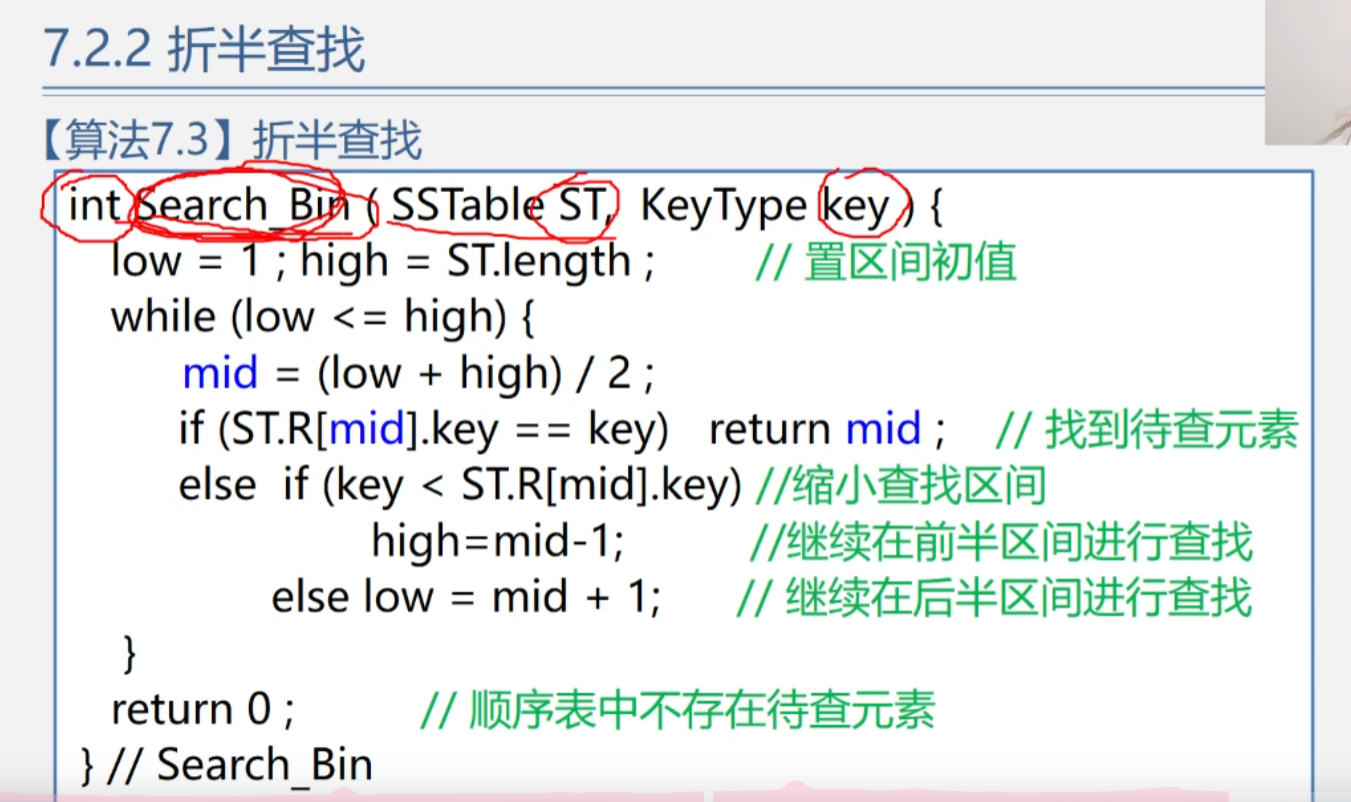 7.2.2 折半查找
【算法7.3】折半查找
int Search_Bin ( SSTable ST, KeyType key ) {
low = 1 ; high = ST.length ; // 置区间初值
while (low <= high) {
mid = (low + high) / 2 ;
if (ST.R[mid].key == key) return mid ; // 找到待查元素
else if (key < ST.R[mid].key) //缩小查找区间
high=mid-1; //继续在前半区间进行查找
else low = mid + 1; // 继续在后半区间进行查找
}
return 0 ; // 顺序表中不存在待查元素
} // Search_Bin